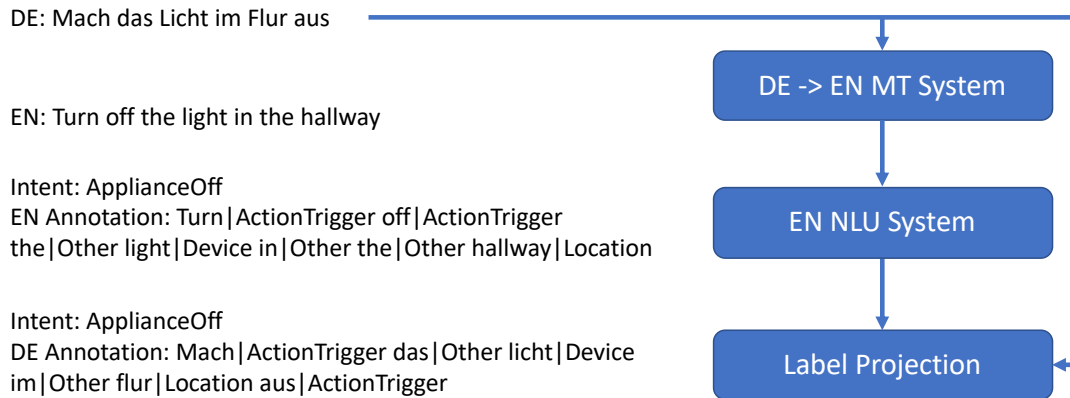 DE: Mach das Licht im Flur aus
DE -> EN MT System
EN: Turn off the light in the hallway
Intent: ApplianceOff
EN Annotation: Turn|ActionTrigger off|ActionTrigger
the|Other light|Device in|Other the|Other hallway|Location
EN NLU System
Intent: ApplianceOff
DE Annotation: Mach|ActionTrigger das|Other licht|Device
im|Other flur|Location aus|ActionTrigger
Label Projection